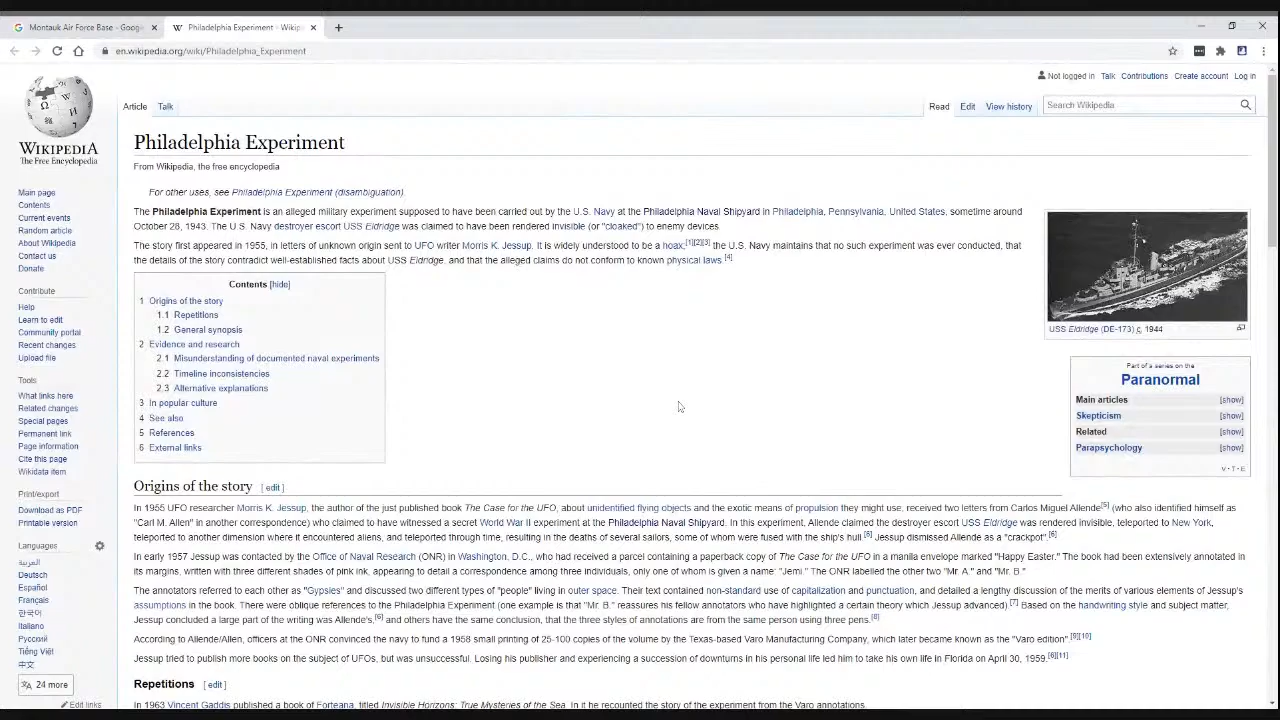 Montauk Air Force Base - Goog
Philadelphia Experiment - Wikip
en.wikipedia.org/wiki/Philadelphia_Experiment
Not logged in Talk Contributions Create account Log in
Article Talk Read Edit View history Search Wikipedia
WIKIPEDIA
The Free Encyclopedia
Main page
Contents
Current events
Random article
About Wikipedia
Contact us
Donate
Contribute
Help
Learn to edit
Community portal
Recent changes
Upload file
Tools
What links here
Related changes
Special pages
Permanent link
Page information
Cite this page
Wikidata item
Print/export
Download as PDF
Printable version
Languages
العربية
Deutsch
Español
Français
한국어
Italiano
Русский
Tiếng Việt
中文
24 more
Edit links
Philadelphia Experiment
From Wikipedia, the free encyclopedia
For other uses, see Philadelphia Experiment (disambiguation).
The Philadelphia Experiment is an alleged military experiment supposed to have been carried out by the U.S. Navy at the Philadelphia Naval Shipyard in Philadelphia, Pennsylvania, United States, sometime around
October 28, 1943. The U.S. Navy destroyer escort USS Eldridge was claimed to have been rendered invisible (or "cloaked") to enemy devices.
The story first appeared in 1955, in letters of unknown origin sent to UFO writer Morris K. Jessup. It is widely understood to be a hoax;[1][2][3] the U.S. Navy maintains that no such experiment was ever conducted, that
the details of the story contradict well-established facts about USS Eldridge, and that the alleged claims do not conform to known physical laws.[4]
Contents [hide]
1 Origins of the story
1.1 Repetitions
1.2 General synopsis
2 Evidence and research
2.1 Misunderstanding of documented naval experiments
2.2 Timeline inconsistencies
2.3 Alternative explanations
3 In popular culture
4 See also
5 References
6 External links
USS Eldridge (DE-173) c. 1944
Part of a series on the
Paranormal
Main articles [show]
Skepticism [show]
Related [show]
Parapsychology [show]
V · T · E
Origins of the story [ edit ]
In 1955 UFO researcher Morris K. Jessup, the author of the just published book The Case for the UFO, about unidentified flying objects and the exotic means of propulsion they might use, received two letters from Carlos Miguel Allende[5] (who also identified himself as
"Carl M. Allen" in another correspondence) who claimed to have witnessed a secret World War II experiment at the Philadelphia Naval Shipyard. In this experiment, Allende claimed the destroyer escort USS Eldridge was rendered invisible, teleported to New York,
teleported to another dimension where it encountered aliens, and teleported through time, resulting in the deaths of several sailors, some of whom were fused with the ship's hull.[6] Jessup dismissed Allende as a "crackpot".[6]
In early 1957 Jessup was contacted by the Office of Naval Research (ONR) in Washington, D.C., who had received a parcel containing a paperback copy of The Case for the UFO in a manila envelope marked "Happy Easter." The book had been extensively annotated in
its margins, written with three different shades of pink ink, appearing to detail a correspondence among three individuals, only one of whom is given a name: "Jemi." The ONR labelled the other two "Mr. A." and "Mr. B."
The annotators referred to each other as "Gypsies" and discussed two different types of "people" living in outer space. Their text contained non-standard use of capitalization and punctuation, and detailed a lengthy discussion of the merits of various elements of Jessup's
assumptions in the book. There were oblique references to the Philadelphia Experiment (one example is that "Mr. B." reassures his fellow annotators who have highlighted a certain theory which Jessup advanced).[7] Based on the handwriting style and subject matter,
Jessup concluded a large part of the writing was Allende's,[6] and others have the same conclusion, that the three styles of annotations are from the same person using three pens.[8]
According to Allende/Allen, officers at the ONR convinced the navy to fund a 1958 small printing of 25-100 copies of the volume by the Texas-based Varo Manufacturing Company, which later became known as the "Varo edition".[9][10]
Jessup tried to publish more books on the subject of UFOs, but was unsuccessful. Losing his publisher and experiencing a succession of downturns in his personal life led him to take his own life in Florida on April 30, 1959.[6][11]
Repetitions [ edit ]
In 1963 Vincent Gaddis published a book of Forteana, titled Invisible Horizons: True Mysteries of the Sea. In it he recounted the story of the experiment from the Varo annotations.